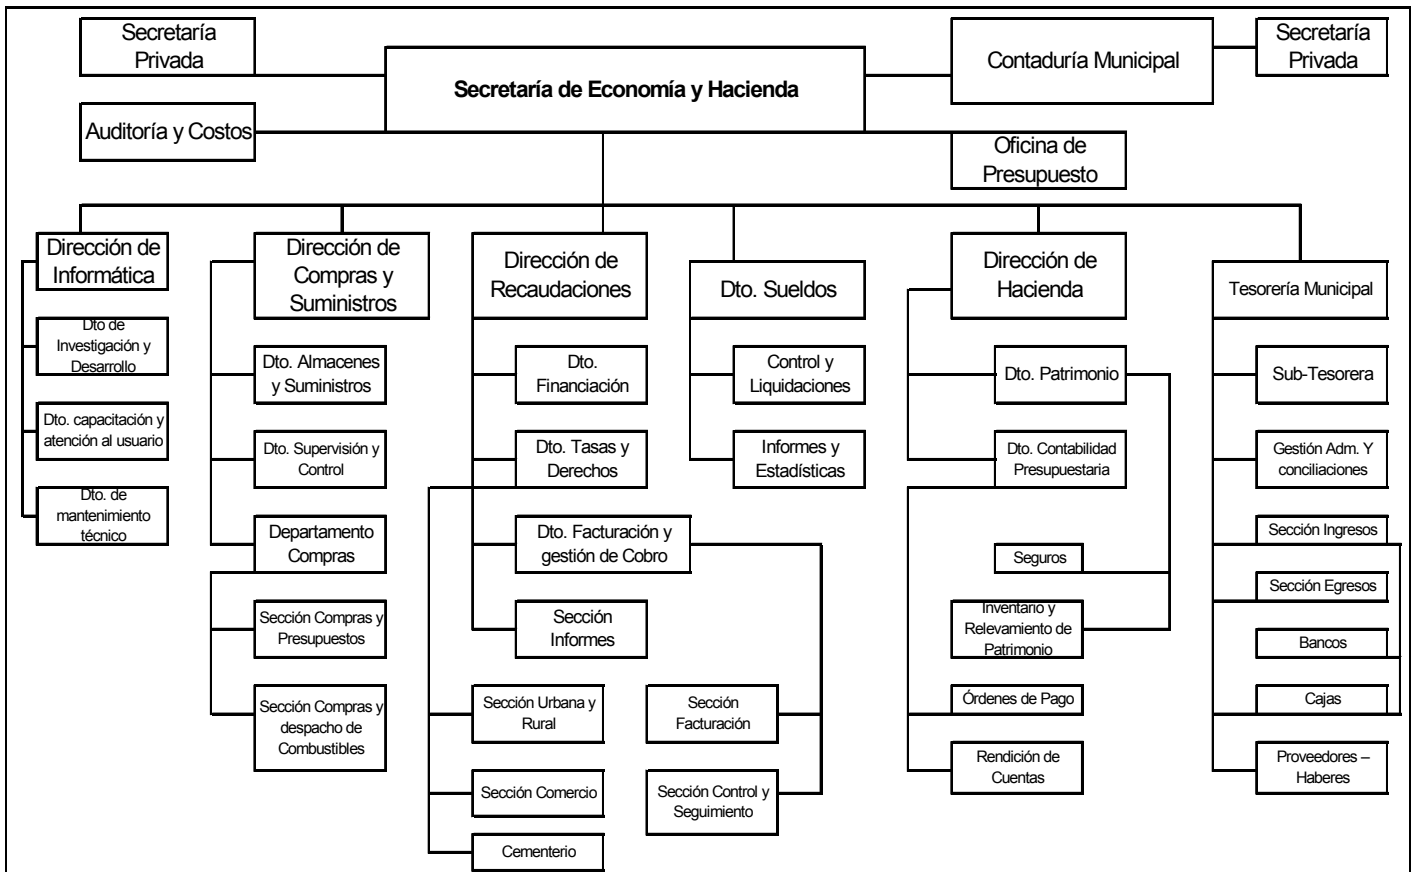 Secretaría
Privada
Secretaría de Economía y Hacienda
Contaduría Municipal
Secretaría
Privada
Auditoría y Costos
Oficina de
Presupuesto
Dirección de
Informática
Dirección de
Compras y
Suministros
Dirección de
Recaudaciones
Dto. Sueldos
Dirección de
Hacienda
Tesorería Municipal
Dto de
Investigación y
Desarrollo
Dto. Almacenes
y Suministros
Dto.
Financiación
Control y
Liquidaciones
Dto. Patrimonio
Sub-Tesorera
Dto. capacitación y
atención al usuario
Dto. Supervisión y
Control
Dto. Tasas y
Derechos
Informes y
Estadísticas
Dto. Contabilidad
Presupuestaria
Gestión Adm. Y
conciliaciones
Dto. de
mantenimiento
técnico
Departamento
Compras
Dto. Facturación y
gestión de Cobro
Seguros
Sección Ingresos
Sección Egresos
Sección Compras y
Presupuestos
Sección
Informes
Inventario y
Relevamiento de
Patrimonio
Bancos
Sección Compras y
despacho de
Combustibles
Sección Urbana y
Rural
Sección
Facturación
Órdenes de Pago
Cajas
Rendición de
Cuentas
Proveedores –
Haberes
Sección Comercio
Sección Control y
Seguimiento
Cementerio